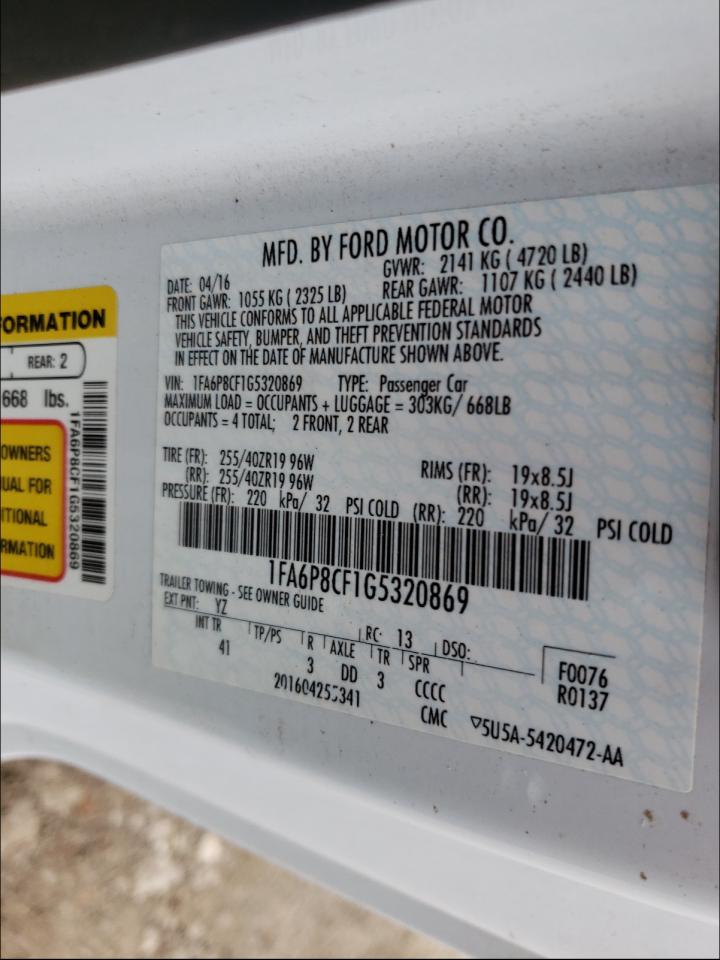 MFD. BY FORD MOTOR CO.
DATE: 04/16 GVWR: 2141 KG ( 4720 LB)
FRONT GAWR: 1055 KG ( 2325 LB) REAR GAWR: 1107 KG ( 2440 LB)
THIS VEHICLE CONFORMS TO ALL APPLICABLE FEDERAL MOTOR
VEHICLE SAFETY, BUMPER, AND THEFT PREVENTION STANDARDS
IN EFFECT ON THE DATE OF MANUFACTURE SHOWN ABOVE.
VIN: 1FA6P8CF1G5320869 TYPE: Passenger Car
MAXIMUM LOAD = OCCUPANTS + LUGGAGE = 303KG/ 668LB
OCCUPANTS = 4 TOTAL; 2 FRONT, 2 REAR
TIRE (FR): 255/40ZR19 96W RIMS (FR): 19x8.5J
(RR): 255/40ZR19 96W (RR): 19x8.5J
PRESSURE (FR): 220 kPa/ 32 PSI COLD (RR): 220 kPa/ 32 PSI COLD
1FA6P8CF1G5320869
TRAILER TOWING - SEE OWNER GUIDE
EXT PNT: YZ RC: 13 DSO:
INT TR TP/PS R AXLE TR SPR
41 3 DD 3 CCCC
F0076
R0137
CMC 5U5A-5420472-AA
FORMATION
REAR: 2
668 lbs.
OWNERS
UAL FOR
ITIONAL
RMATION
1FA6P8CF1G5320869